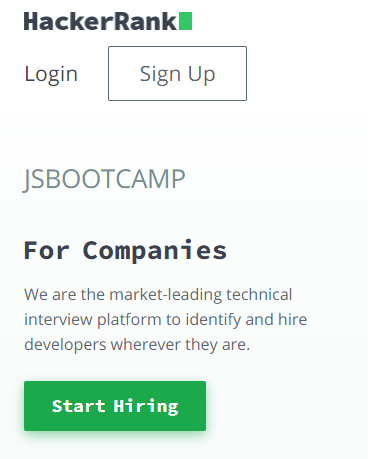 HackerRank
Login
Sign Up
JSBOOTCAMP
For Companies
We are the market-leading technical
interview platform to identify and hire
developers wherever they are.
Start Hiring